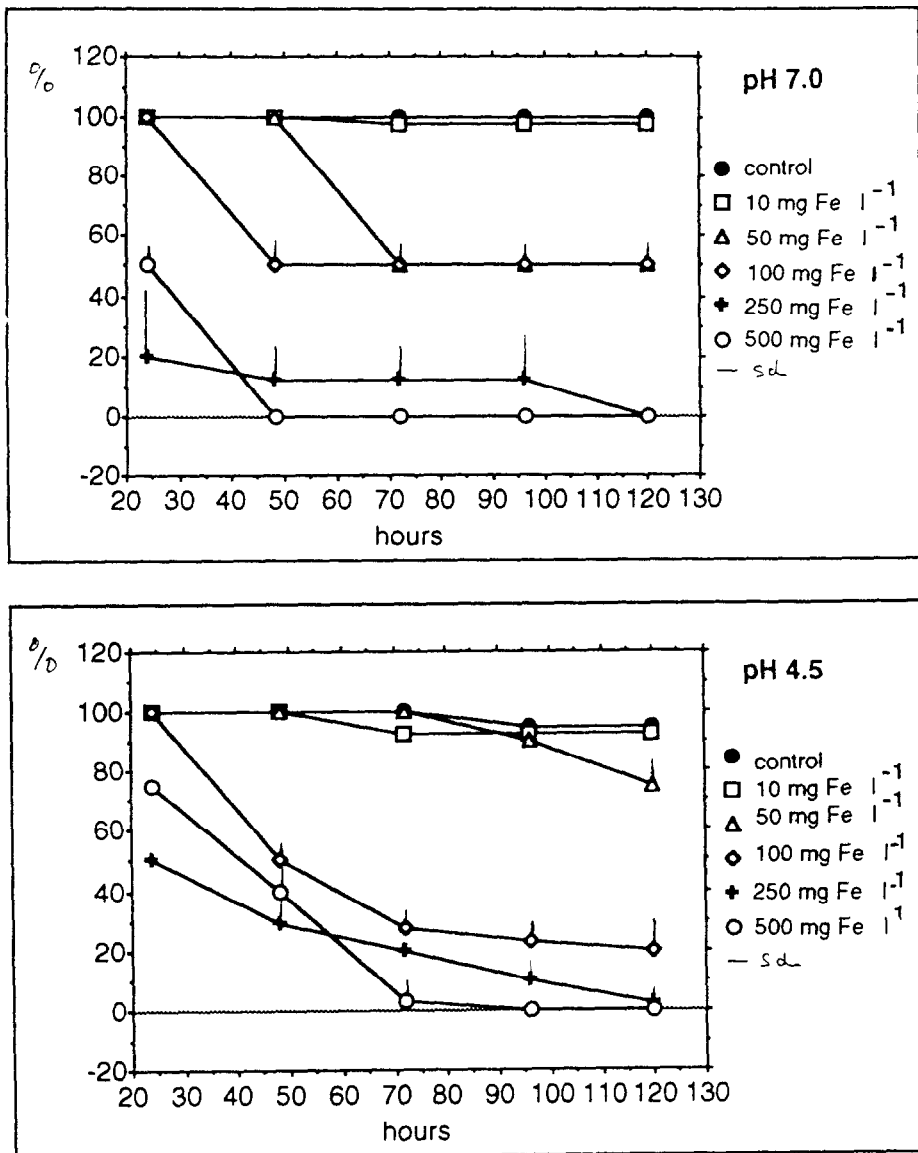 %
120
100
80
60
40
20
0
-20
20 30 40 50 60 70 80 90 100 110 120 130
hours
pH 7.0
control
10 mg Fe l⁻¹
50 mg Fe l⁻¹
100 mg Fe l⁻¹
250 mg Fe l⁻¹
500 mg Fe l⁻¹
— sd
%
120
100
80
60
40
20
0
-20
20 30 40 50 60 70 80 90 100 110 120 130
hours
pH 4.5
control
10 mg Fe l⁻¹
50 mg Fe l⁻¹
100 mg Fe l⁻¹
250 mg Fe l⁻¹
500 mg Fe l¹
— sd